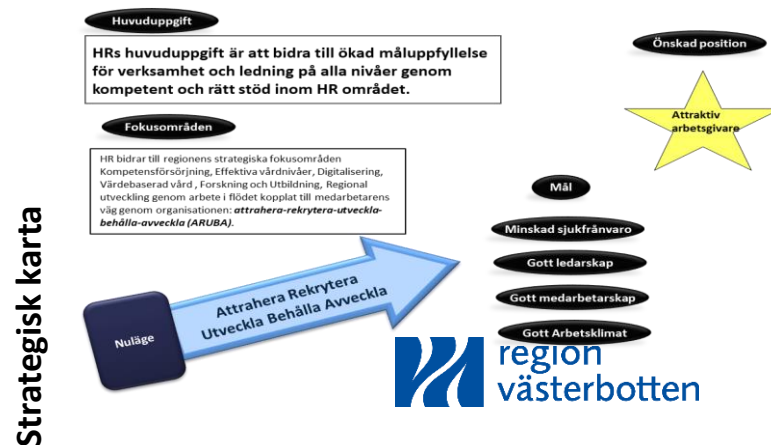 Strategisk karta
Huvuduppgift
HRs huvuduppgift är att bidra till ökad måluppfyllelse
för verksamhet och ledning på alla nivåer genom
kompetent och rätt stöd inom HR området.
Önskad position
Attraktiv
arbetsgivare
Fokusområden
HR bidrar till regionens strategiska fokusområden
Kompetensförsörjning, Effektiva vårdnivåer, Digitalisering,
Värdebaserad vård , Forskning och Utbildning, Regional
utveckling genom arbete i flödet kopplat till medarbetarens
väg genom organisationen: attrahera-rekrytera-utveckla-
behålla-avveckla (ARUBA).
Mål
Minskad sjukfrånvaro
Gott ledarskap
Gott medarbetarskap
Gott Arbetsklimat
Nuläge
Attrahera Rekrytera
Utveckla Behålla Avveckla
region
västerbotten